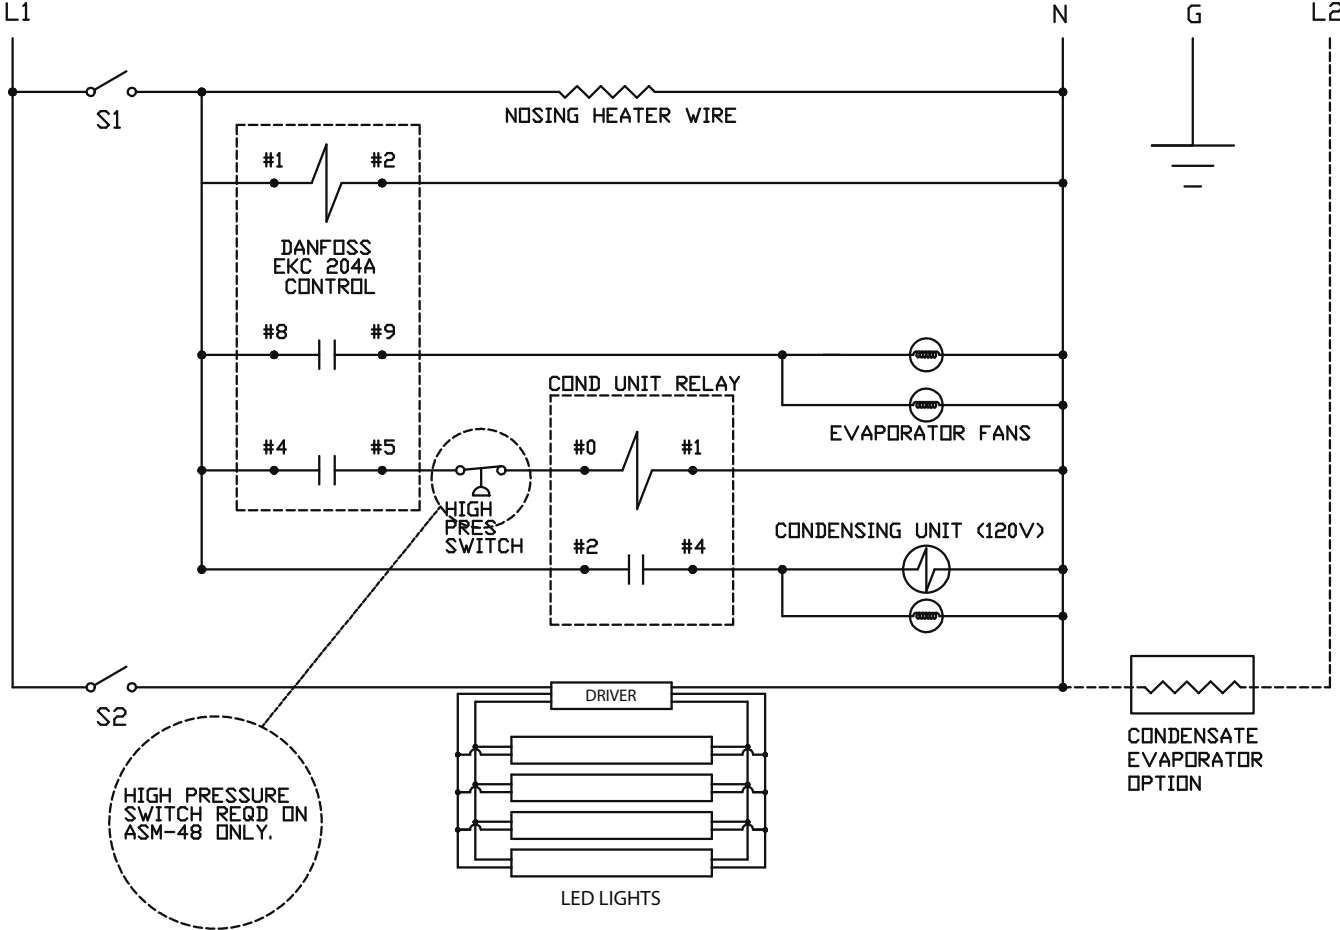 L1
N
G
L2
S1
NOSING HEATER WIRE
#1
#2
DANFOSS
EKC 204A
CONTROL
#8
#9
COND UNIT RELAY
EVAPORATOR FANS
#4
#5
#0
#1
HIGH
PRES
SWITCH
CONDENSING UNIT (120V)
#2
#4
S2
DRIVER
CONDENSATE
EVAPORATOR
OPTION
HIGH PRESSURE
SWITCH REQD ON
ASM-48 ONLY.
LED LIGHTS